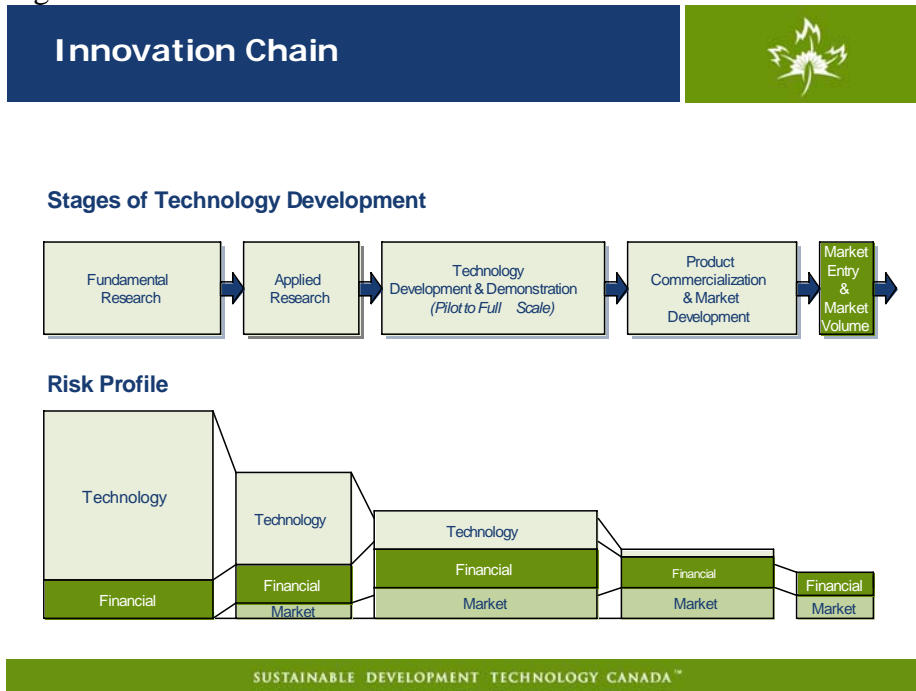 Innovation Chain
Stages of Technology Development
Fundamental
Research
Applied
Research
Technology
Development & Demonstration
(Pilot to Full Scale)
Product
Commercialization
& Market
Development
Market
Entry
&
Market
Volume
Risk Profile
Technology
Financial
Technology
Financial
Market
Technology
Financial
Market
Financial
Market
Financial
Market
SUSTAINABLE DEVELOPMENT TECHNOLOGY CANADA™